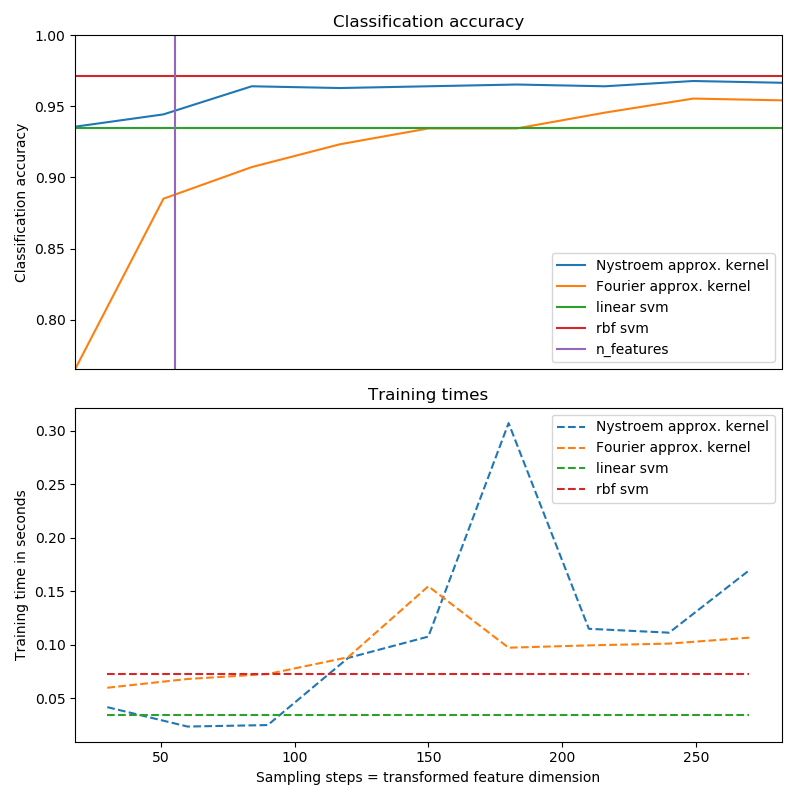 Classification accuracy
1.00
0.95
0.90
0.85
0.80
Classification accuracy
Nystroem approx. kernel
Fourier approx. kernel
linear svm
rbf svm
n_features
Training times
0.30
0.25
0.20
0.15
0.10
0.05
Training time in seconds
Nystroem approx. kernel
Fourier approx. kernel
linear svm
rbf svm
50 100 150 200 250
Sampling steps = transformed feature dimension